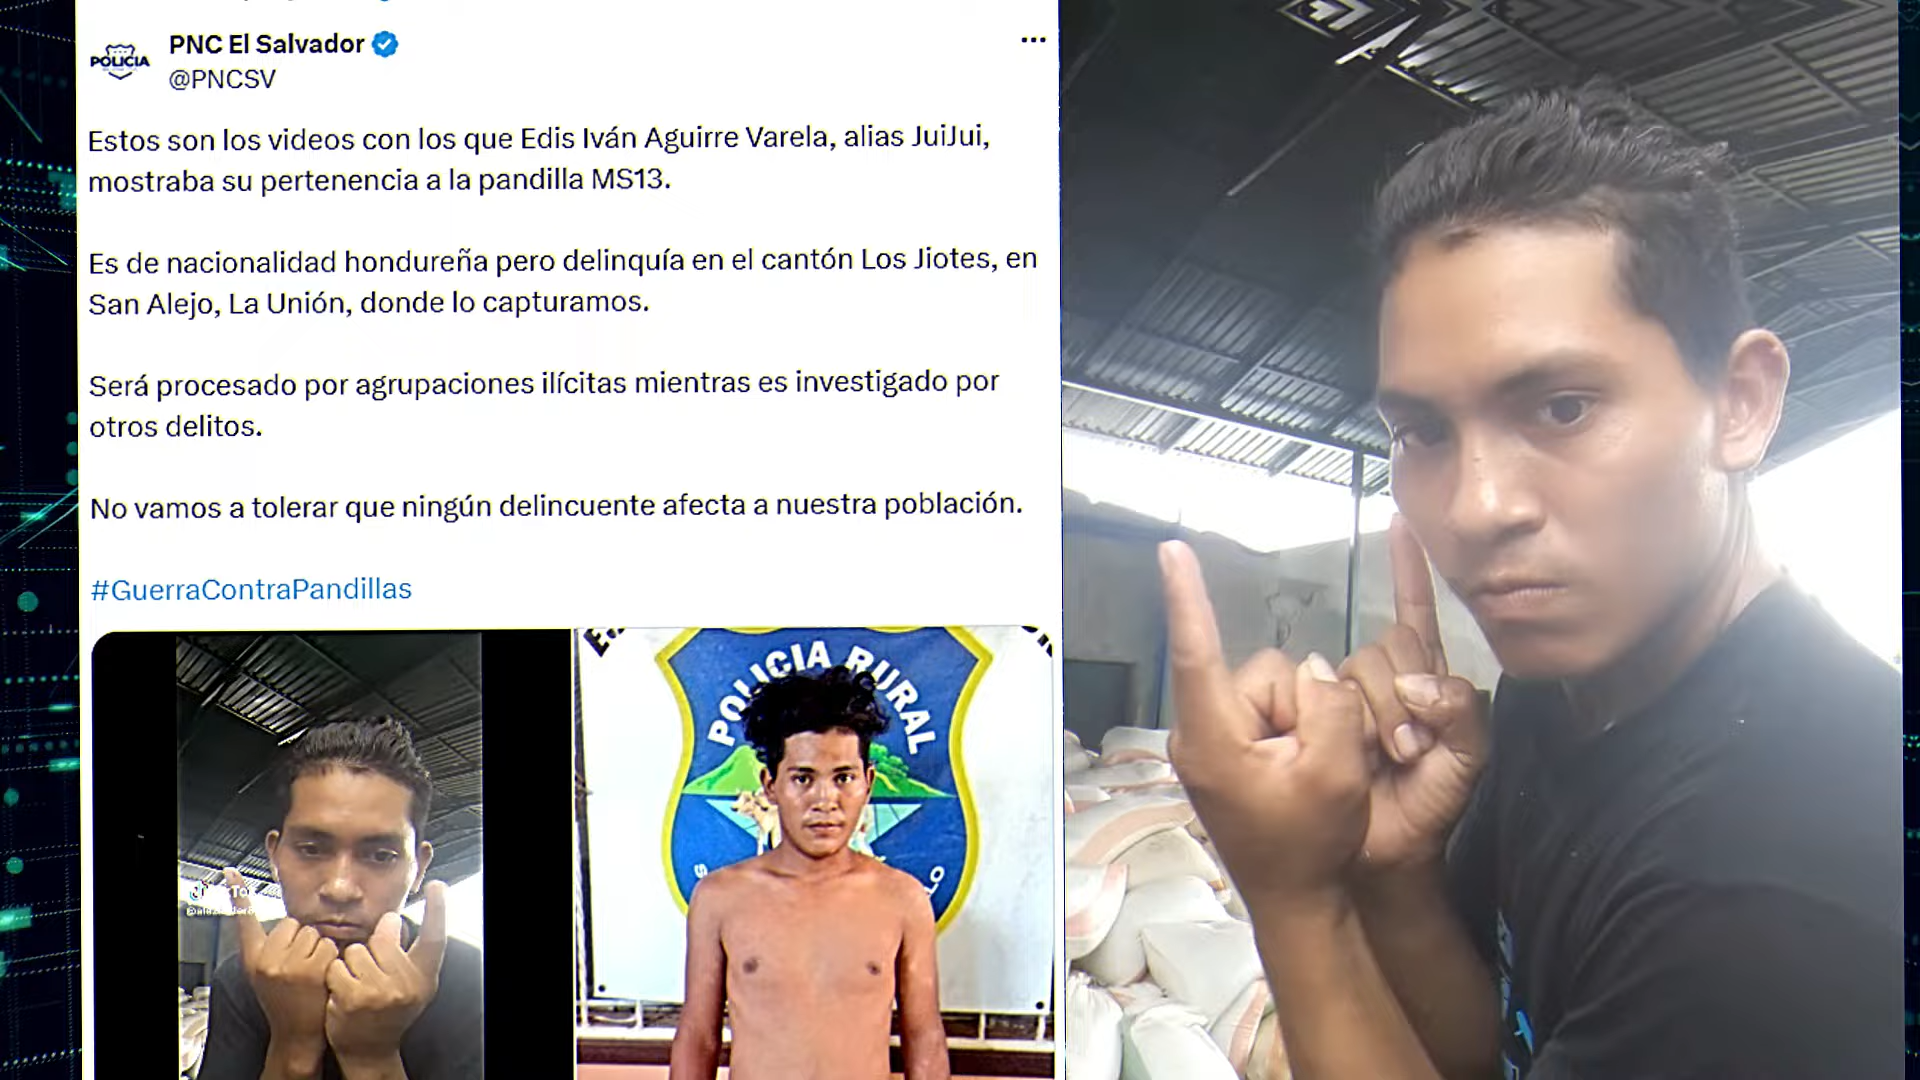 PNC El Salvador
POLICIA
@PNCSV
Estos son los videos con los que Edis Iván Aguirre Varela, alias JuiJui,
mostraba su pertenencia a la pandilla MS13.
Es de nacionalidad hondureña pero delinquía en el cantón Los Jiotes, en
San Alejo, La Unión, donde lo capturamos.
Será procesado por agrupaciones ilícitas mientras es investigado por
otros delitos.
No vamos a tolerar que ningún delincuente afecta a nuestra población.
#GuerraContraPandillas
POLICIA RURAL